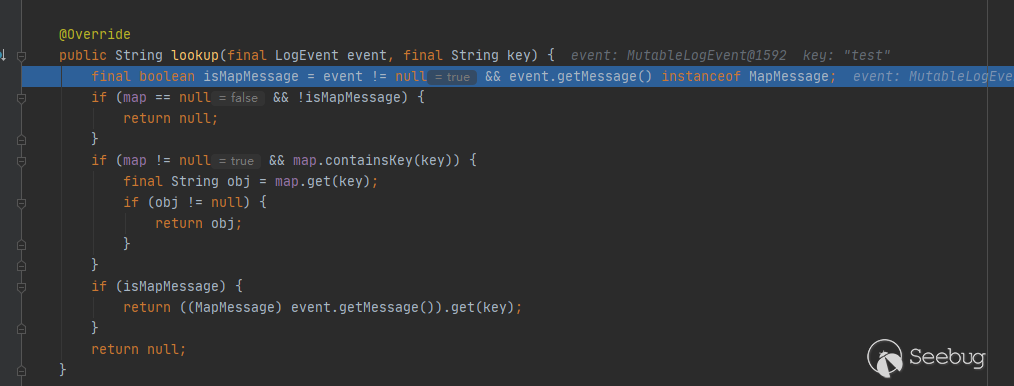 @Override
public String lookup(final LogEvent event, final String key) {  event: MutableLogEvent@1592  key: "test"
final boolean isMapMessage = event != null = true && event.getMessage() instanceof MapMessage;  event: MutableLogEve
if (map == null = false && !isMapMessage) {
return null;
}
if (map != null = true && map.containsKey(key)) {
final String obj = map.get(key);
if (obj != null) {
return obj;
}
}
if (isMapMessage) {
return ((MapMessage) event.getMessage()).get(key);
}
return null;
}
Seebug